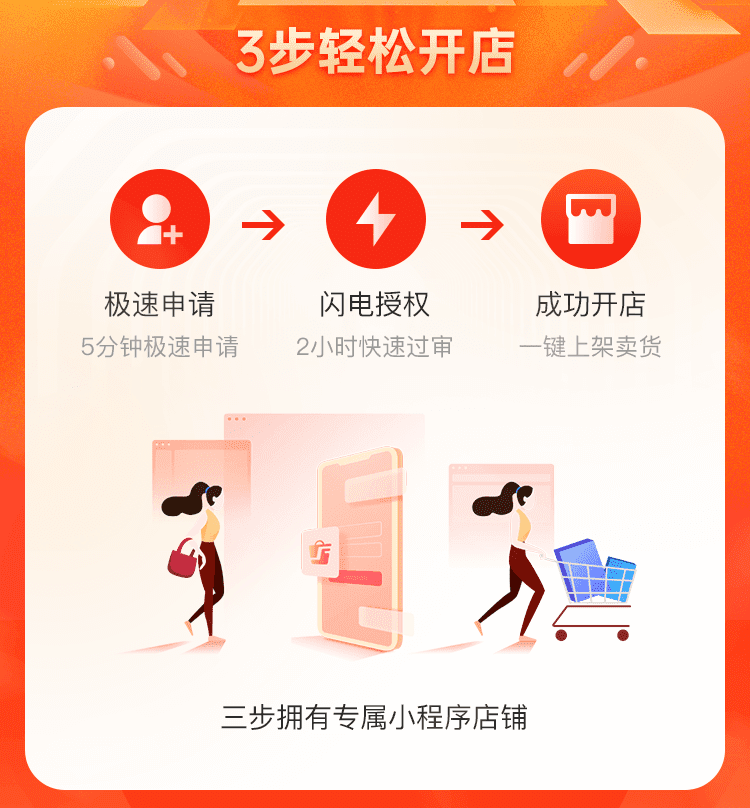 3步轻松开店
极速申请
闪电授权
成功开店
5分钟极速申请
2小时快速过审
一键上架卖货
三步拥有专属小程序店铺